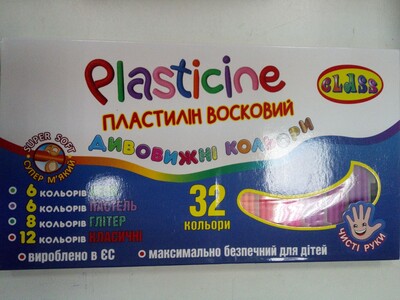 Plasticine
CLASS
ПЛАСТИЛІН ВОСКОВИЙ
ДИВОВИЖНІ КОЛЬОРИ
SUPER SOFT
СУПЕР М'ЯКИЙ
6 КОЛЬОРІВ
6 КОЛЬОРІВ ПАСТЕЛЬ
8 КОЛЬОРІВ ГЛІТЕР
12 КОЛЬОРІВ КЛАСИЧНІ
32
кольори
ЧИСТІ РУКИ
вироблено в ЄС
максимально безпечний для дітей